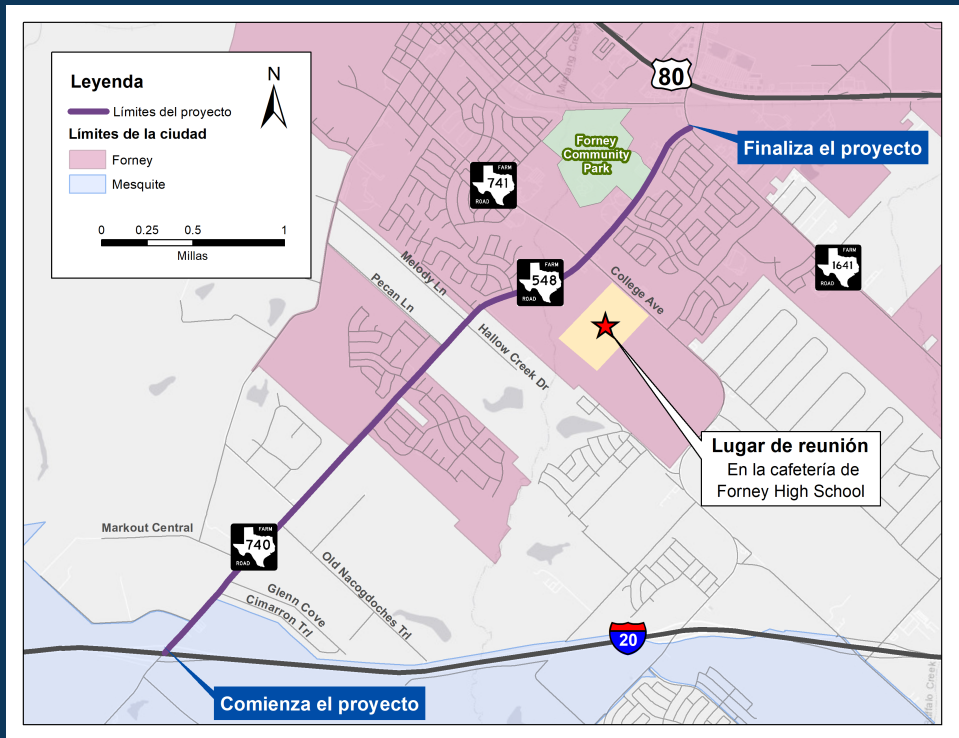 Leyenda
N
Límites del proyecto
Límites de la ciudad
Forney
Mesquite
0 0.25 0.5 1
Millas
Mustang Creek
80
Forney
Community
Park
Finaliza el proyecto
FARM
741
ROAD
FARM
548
ROAD
FARM
1641
ROAD
Melody Ln
Pecan Ln
College Ave
Hallow Creek Dr
Lugar de reunión
En la cafetería de
Forney High School
Markout Central
FARM
740
ROAD
Old Nacogdoches Trl
Glenn Cove
Cimarron Trl
20
Comienza el proyecto
Creek